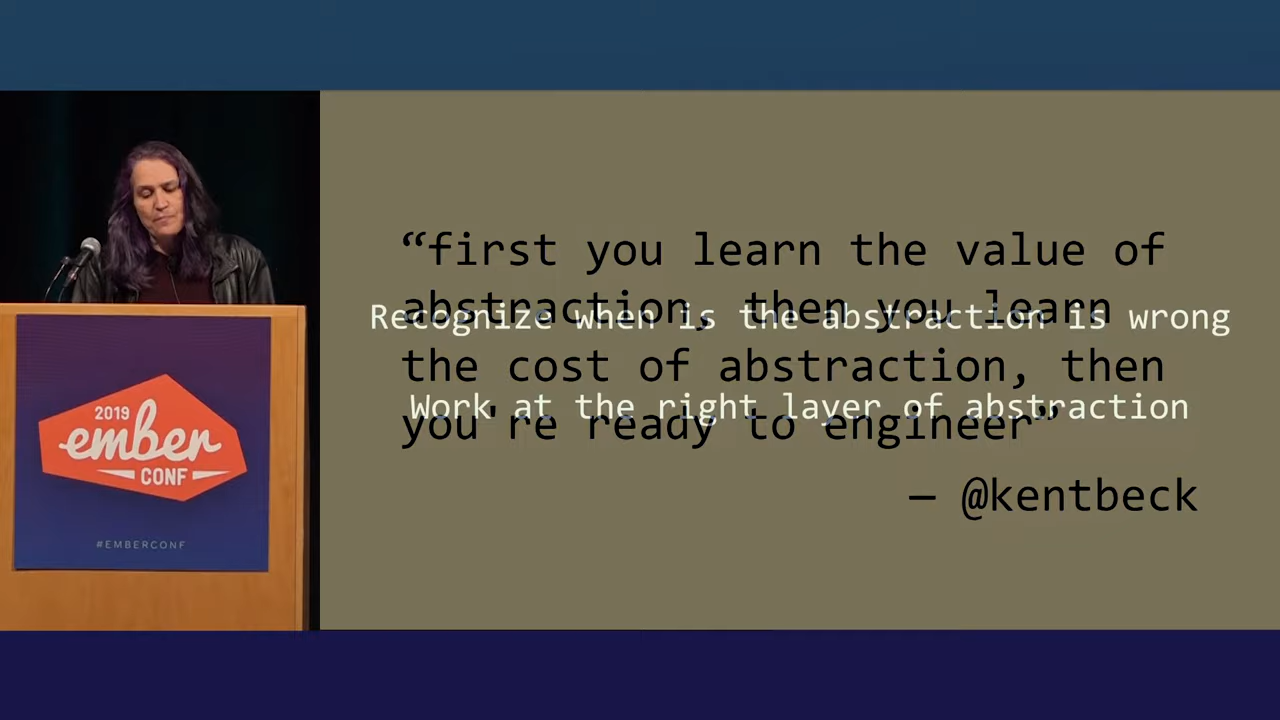 2019
ember
CONF
#EMBERCONF
“first you learn the value of
abstraction, then you learn
the cost of abstraction, then
you're ready to engineer”
— @kentbeck
Recognize when is the abstraction is wrong
Work at the right layer of abstraction